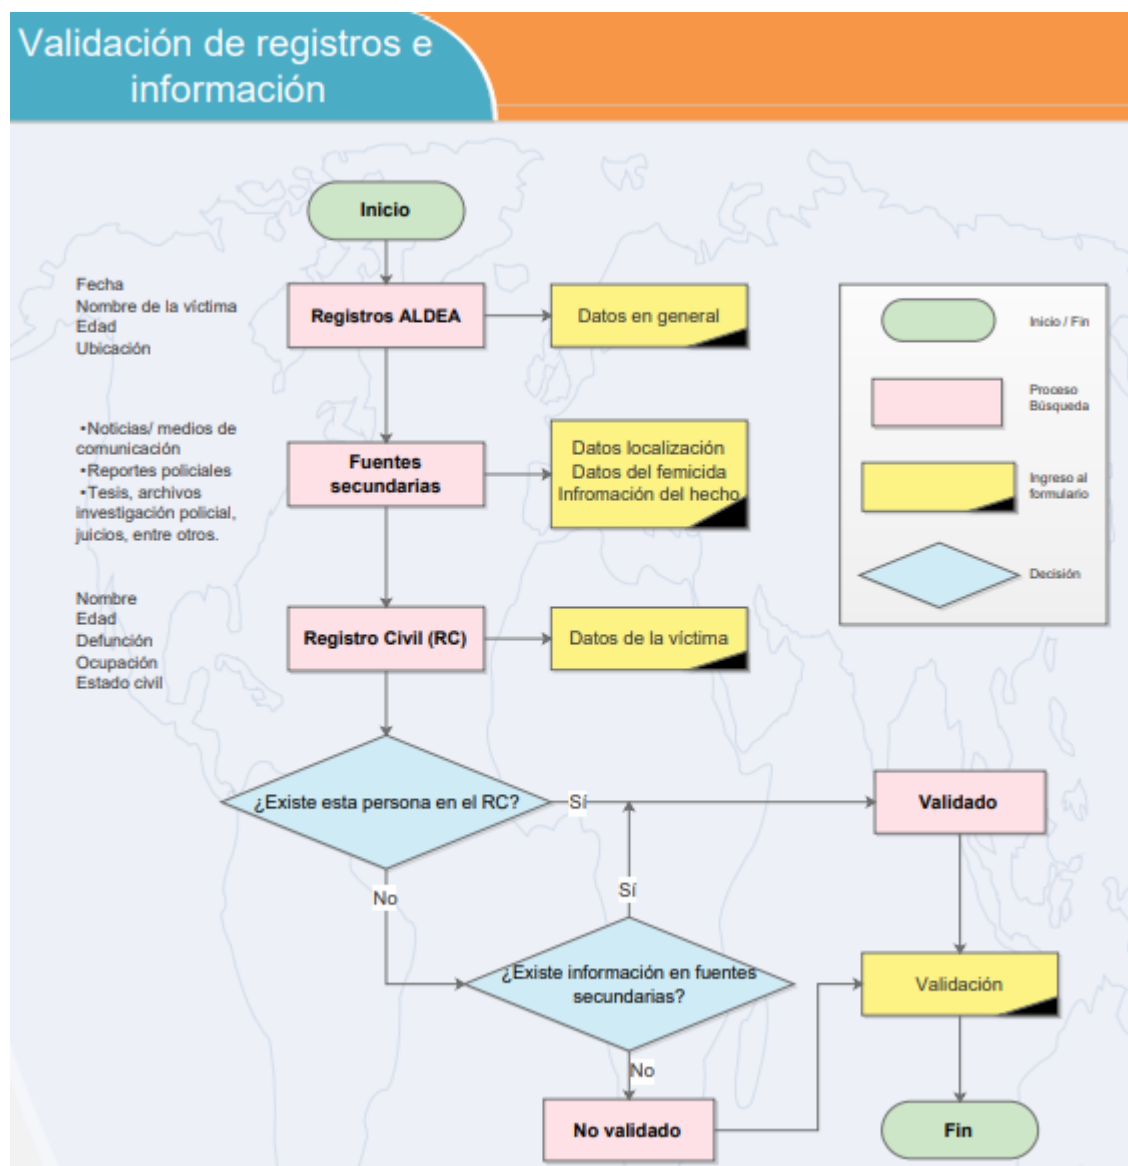 Validación de registros e
información
Inicio
Fecha
Nombre de la víctima
Edad
Ubicación
Registros ALDEA
Datos en general
Inicio / Fin
Proceso
Búsqueda
Ingreso al
formulario
Decisión
•Noticias/ medios de
comunicación
•Reportes policiales
•Tesis, archivos
investigación policial,
juicios, entre otros.
Fuentes
secundarias
Datos localización
Datos del femicida
Infromación del hecho
Nombre
Edad
Defunción
Ocupación
Estado civil
Registro Civil (RC)
Datos de la víctima
¿Existe esta persona en el RC?
Sí
Validado
No
Sí
¿Existe información en fuentes
secundarias?
Validación
No
No validado
Fin